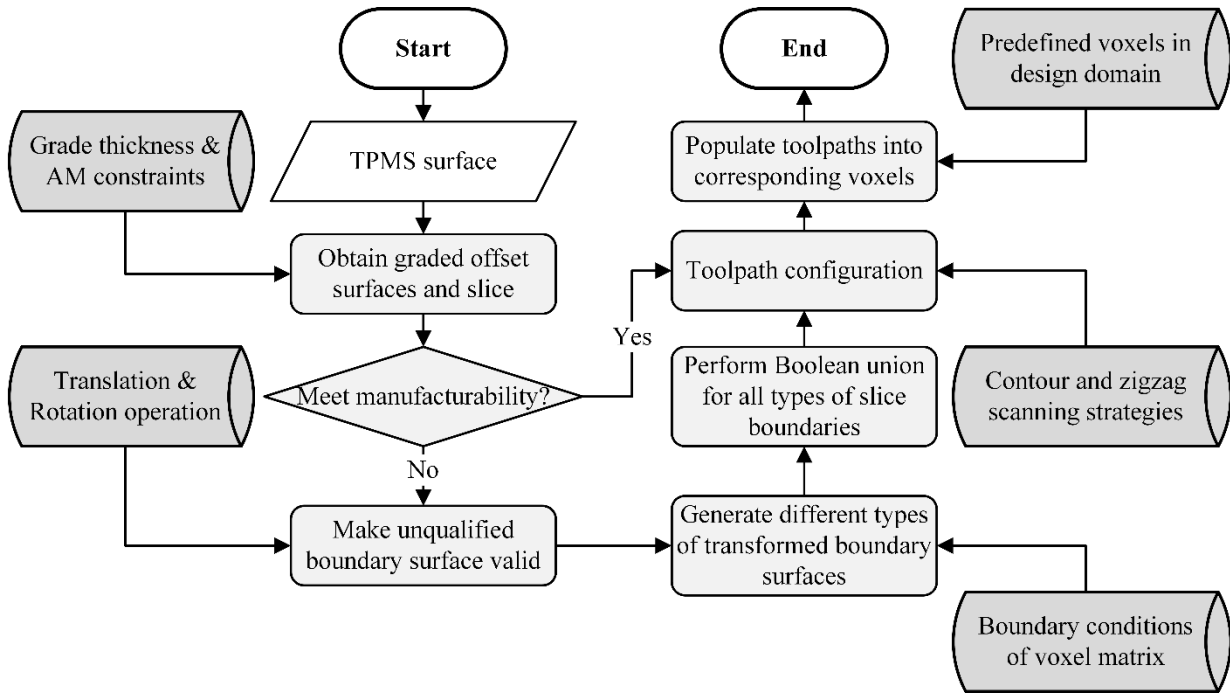 Start
End
Predefined voxels in
design domain
Grade thickness &
AM constraints
TPMS surface
Populate toolpaths into
corresponding voxels
Obtain graded offset
surfaces and slice
Toolpath configuration
Yes
Translation &
Rotation operation
Meet manufacturability?
Perform Boolean union
for all types of slice
boundaries
Contour and zigzag
scanning strategies
No
Make unqualified
boundary surface valid
Generate different types
of transformed boundary
surfaces
Boundary conditions
of voxel matrix